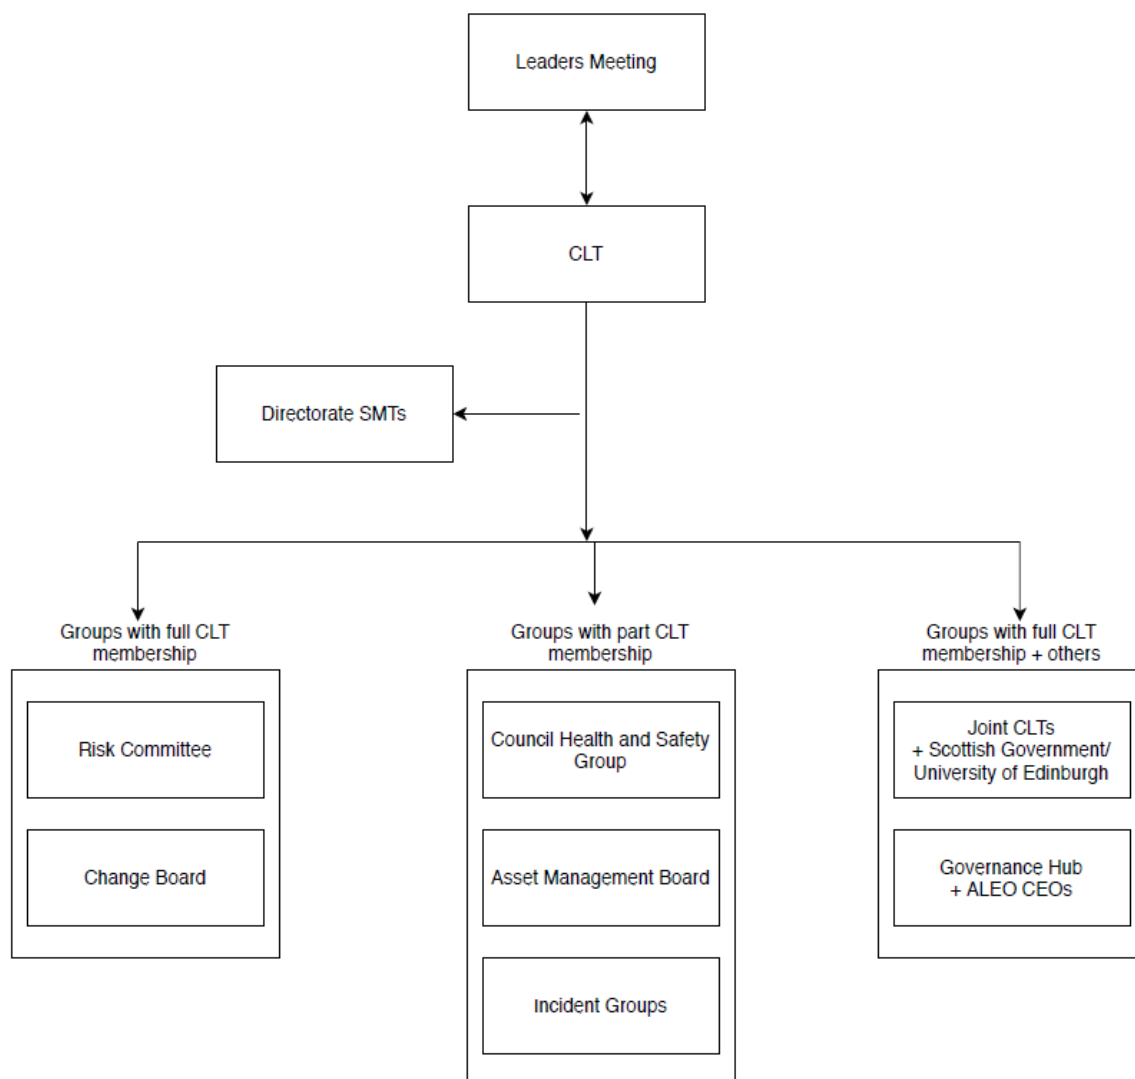 Leaders Meeting
CLT
Directorate SMTs
Groups with full CLT
membership
Risk Committee
Change Board
Groups with part CLT
membership
Council Health and Safety
Group
Asset Management Board
Incident Groups
Groups with full CLT
membership + others
Joint CLTs
+ Scottish Government/
University of Edinburgh
Governance Hub
+ ALEO CEOs